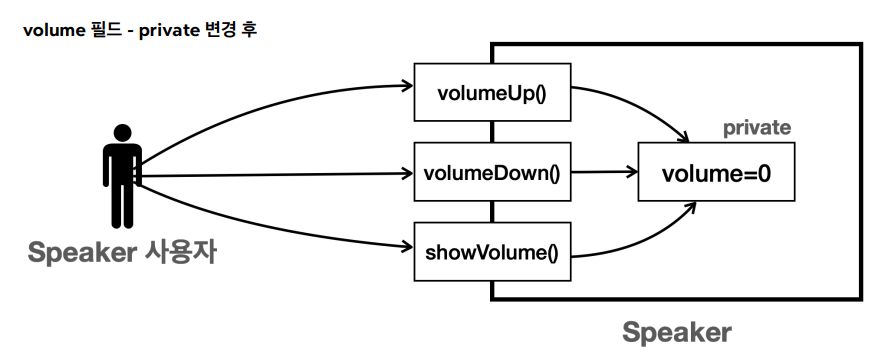 volume 필드 - private 변경 후
volumeUp()
private
volumeDown()
volume=0
showVolume()
Speaker 사용자
Speaker